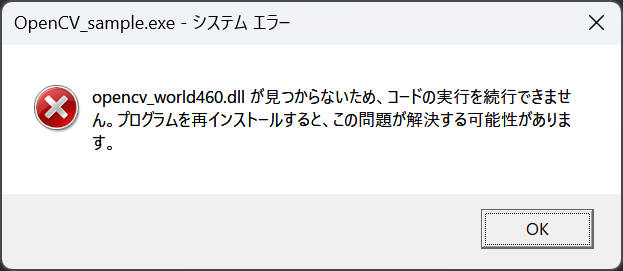 OpenCV_sample.exe - システム エラー
opencv_world460.dll が見つからないため、コードの実行を続行できませ
ん。プログラムを再インストールすると、この問題が解決する可能性がありま
す。
OK